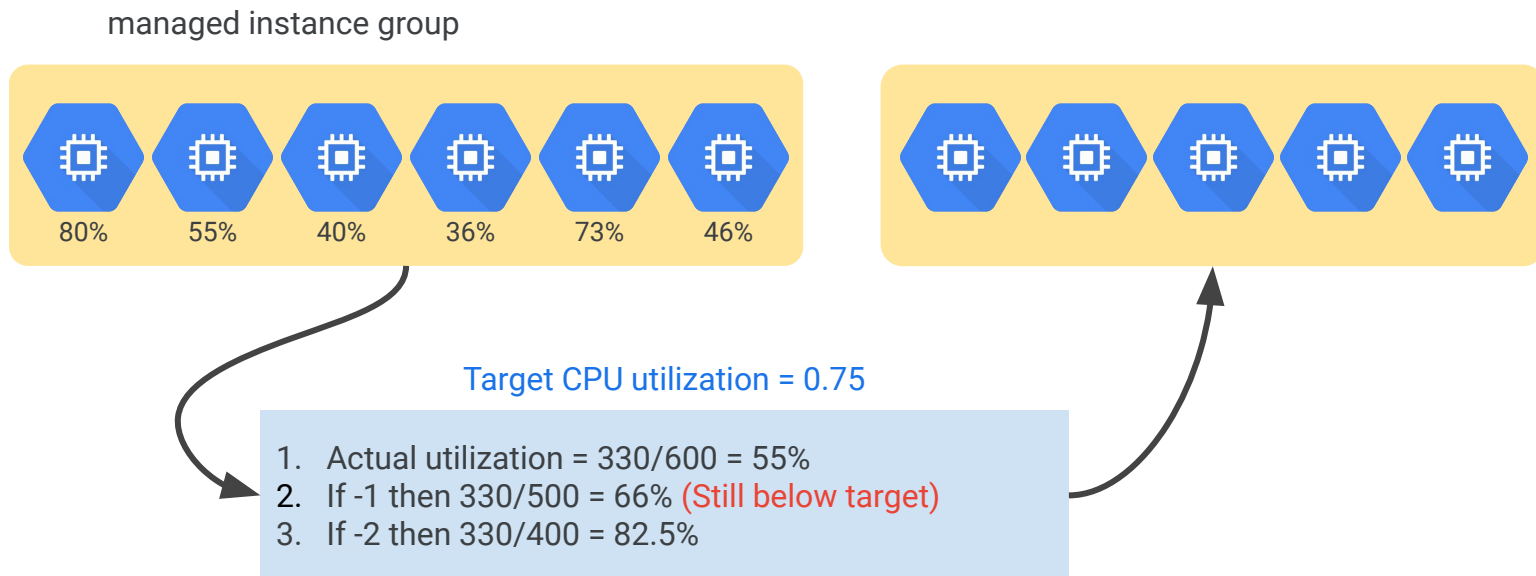 managed instance group
80% 55% 40% 36% 73% 46%
Target CPU utilization = 0.75
1. Actual utilization = 330/600 = 55%
2. If -1 then 330/500 = 66% (Still below target)
3. If -2 then 330/400 = 82.5%